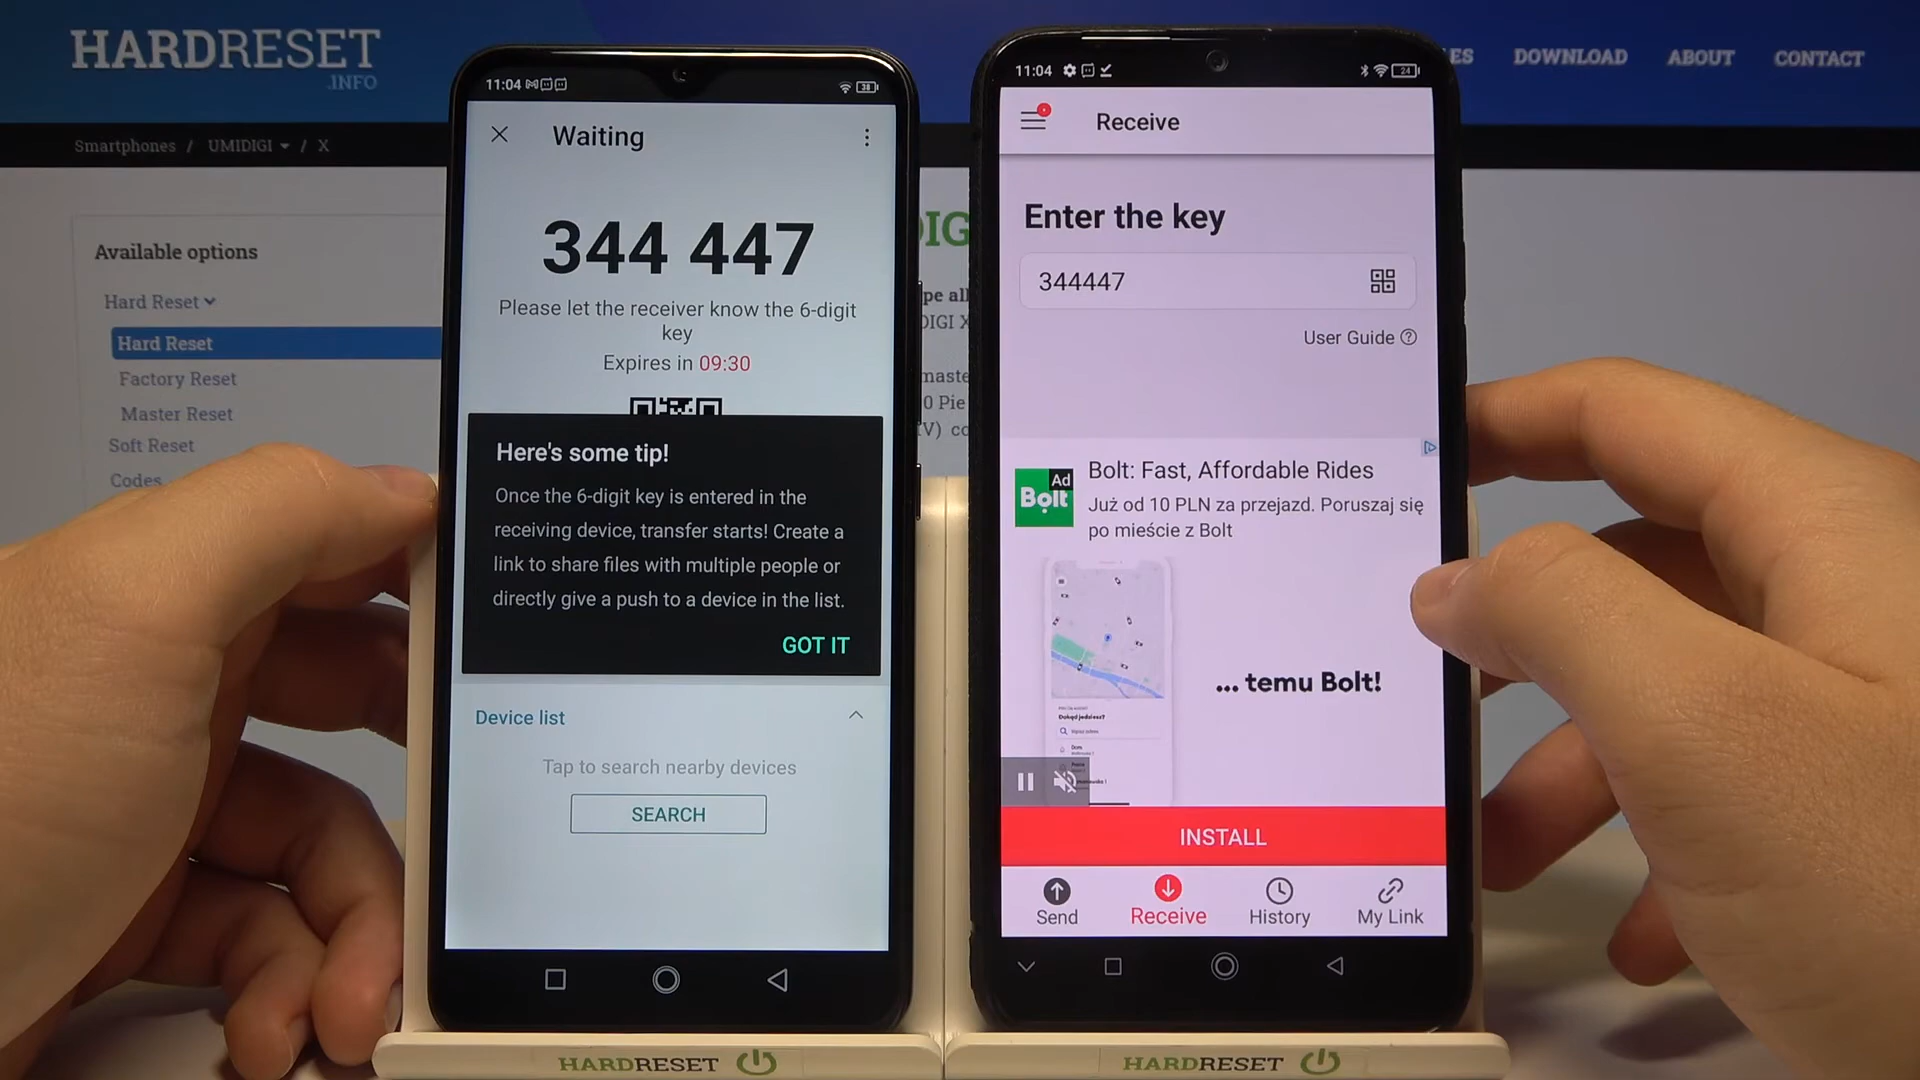 HARDRESET
.INFO
DOWNLOAD
ABOUT
CONTACT
Smartphones / UMIDIGI / X
Available options
Hard Reset
Hard Reset
Factory Reset
Master Reset
Soft Reset
Codes
11:04
38
Waiting
344 447
Please let the receiver know the 6-digit
key
Expires in 09:30
Here's some tip!
Once the 6-digit key is entered in the
receiving device, transfer starts! Create a
link to share files with multiple people or
directly give a push to a device in the list.
GOT IT
Device list
Tap to search nearby devices
SEARCH
11:04
24
Receive
Enter the key
344447
User Guide
Bolt
Ad
Bolt: Fast, Affordable Rides
Już od 10 PLN za przejazd. Poruszaj się
po mieście z Bolt
Dokąd jedziesz?
... temu Bolt!
INSTALL
Send
Receive
History
My Link
HARDRESET
HARDRESET